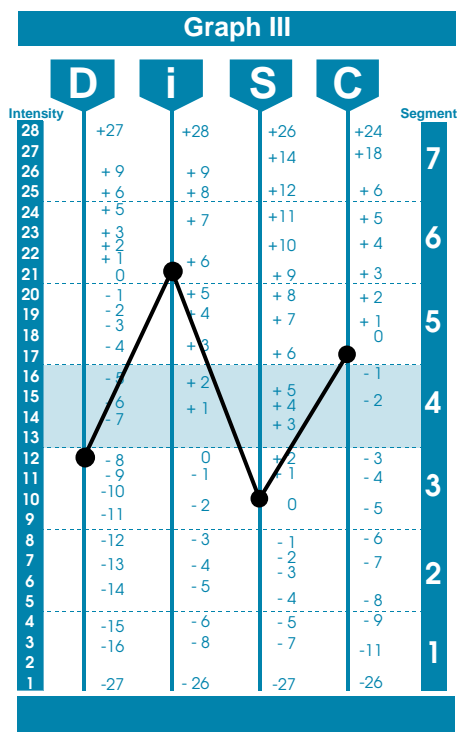 Graph III
D i S C
Intensity Segment
28 +27 +28 +26 +24
27 +14 +18 7
26 + 9 + 9
25 + 6 + 8 +12 + 6
24 + 5 + 7 +11 + 5
23 + 3 6
22 + 2 +10 + 4
+ 1 + 6
21 0 + 9 + 3
20 - 1 + 5 + 8 + 2
19 - 2 + 4 + 7 + 1 5
18 - 3 0
17 - 4 + 3 + 6
16 - 5 + 2 - 1
15 - 6 + 1 + 5 - 2 4
14 - 7 + 4
13 + 3
12 - 8 0 + 2 - 3
11 - 9 - 1 + 1 - 4 3
10 -10 - 2 0 - 5
9 -11
8 -12 - 3 - 1 - 6
7 -13 - 4 - 2 - 7 2
6 -14 - 5 - 3
5 - 4 - 8
4 -15 - 6 - 5 - 9
3 -16 - 8 - 7 -11 1
2
1 -27 - 26 -27 -26